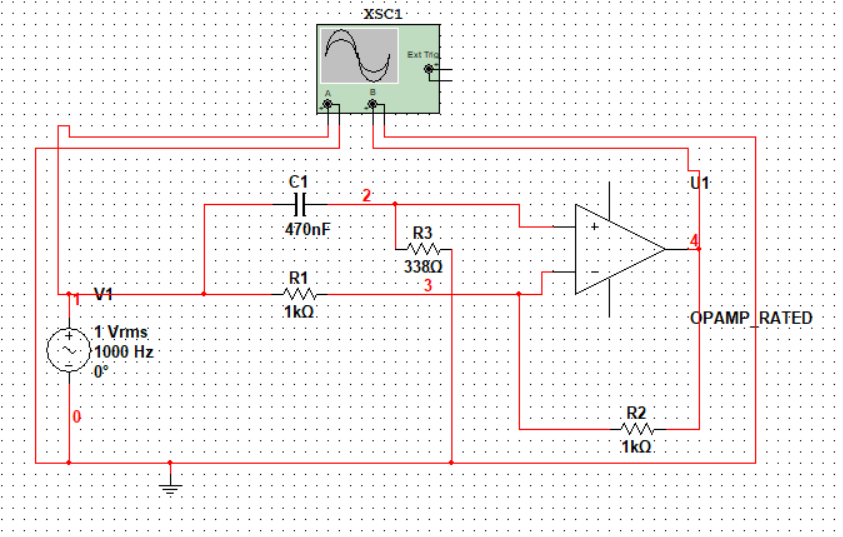 XSC1
Ext Trig
+
A
B
+
+
C1
2
470nF
R3
338Ω
U1
+
4
−
R1
3
1kΩ
1
V1
+
1 Vrms
1000 Hz
0°
OPAMP_RATED
0
R2
1kΩ